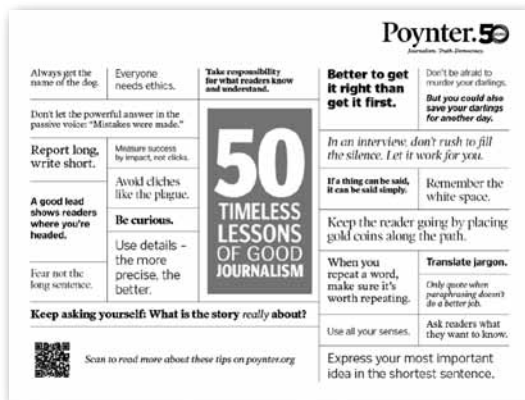 Poynter. 50
Journalism. Truth. Democracy.
Always get the
name of the dog.
Everyone
needs ethics.
Take responsibility
for what readers know
and understand.
Don't let the powerful answer in the
passive voice: “Mistakes were made.”
Report long,
write short.
Measure success
by impact, not clicks.
Avoid cliches
like the plague.
A good lead
shows readers
where you're
headed.
Be curious.
Use details –
the more
precise, the
better.
Fear not the
long sentence.
50
TIMELESS
LESSONS
OF GOOD
JOURNALISM
Better to get
it right than
get it first.
Don't be afraid to
murder your darlings.
But you could also
save your darlings
for another day.
In an interview, don't rush to fill
the silence. Let it work for you.
If a thing can be said,
it can be said simply.
Remember the
white space.
Keep the reader going by placing
gold coins along the path.
When you
repeat a word,
make sure it's
worth repeating.
Translate jargon.
Only quote when
paraphrasing doesn't
do a better job.
Keep asking yourself: What is the story really about?
Use all your senses.
Ask readers what
they want to know.
Scan to read more about these tips on poynter.org
Express your most important
idea in the shortest sentence.